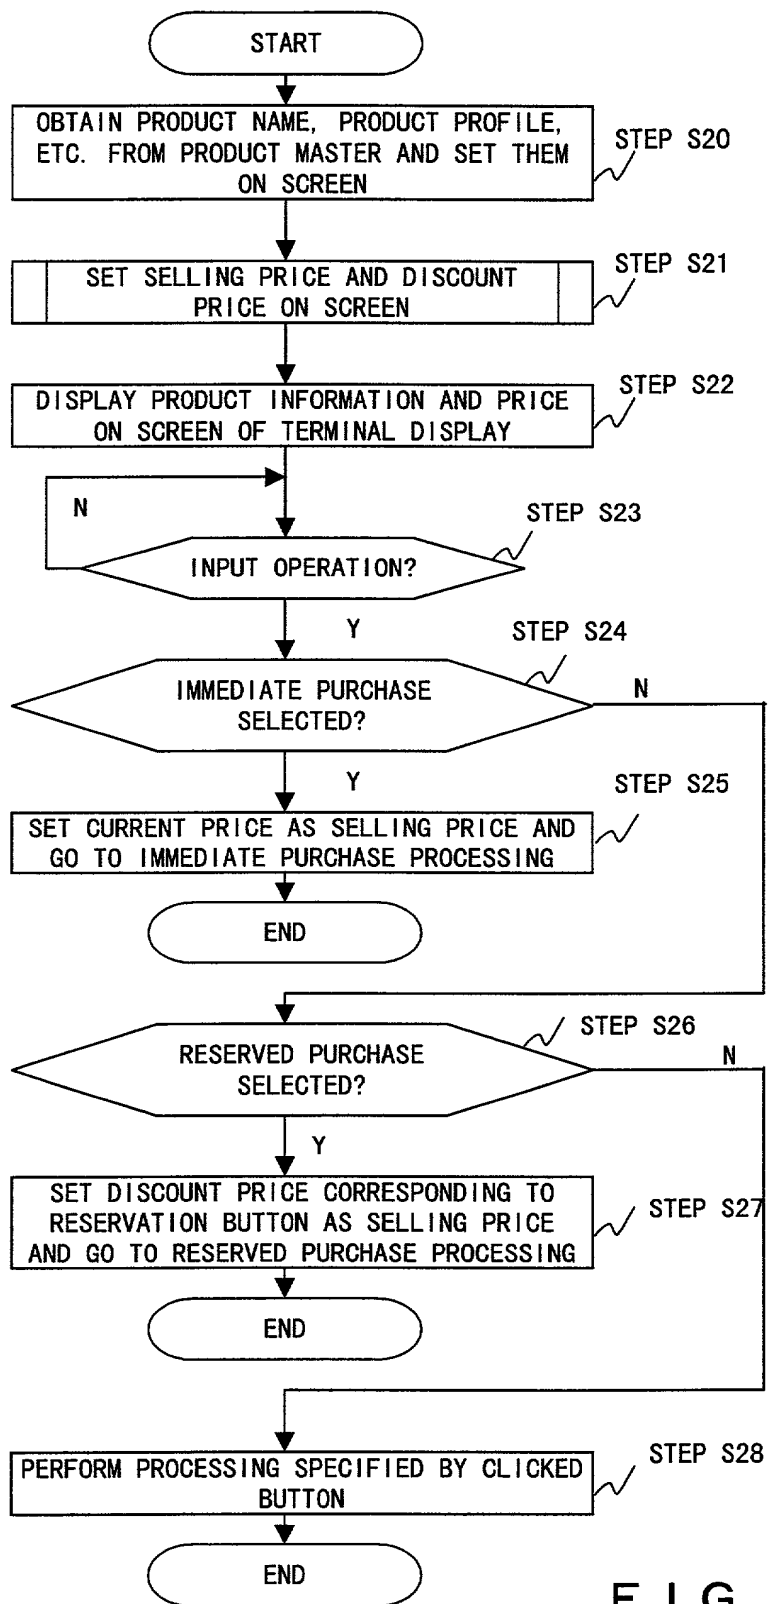 START
OBTAIN PRODUCT NAME, PRODUCT PROFILE,
ETC. FROM PRODUCT MASTER AND SET THEM
ON SCREEN
STEP S20
SET SELLING PRICE AND DISCOUNT
PRICE ON SCREEN
STEP S21
DISPLAY PRODUCT INFORMATION AND PRICE
ON SCREEN OF TERMINAL DISPLAY
STEP S22
N
STEP S23
INPUT OPERATION?
Y
STEP S24
IMMEDIATE PURCHASE
SELECTED?
N
Y
STEP S25
SET CURRENT PRICE AS SELLING PRICE AND
GO TO IMMEDIATE PURCHASE PROCESSING
END
STEP S26
RESERVED PURCHASE
SELECTED?
N
Y
SET DISCOUNT PRICE CORRESPONDING TO
RESERVATION BUTTON AS SELLING PRICE
AND GO TO RESERVED PURCHASE PROCESSING
STEP S27
END
STEP S28
PERFORM PROCESSING SPECIFIED BY CLICKED
BUTTON
END
FIG